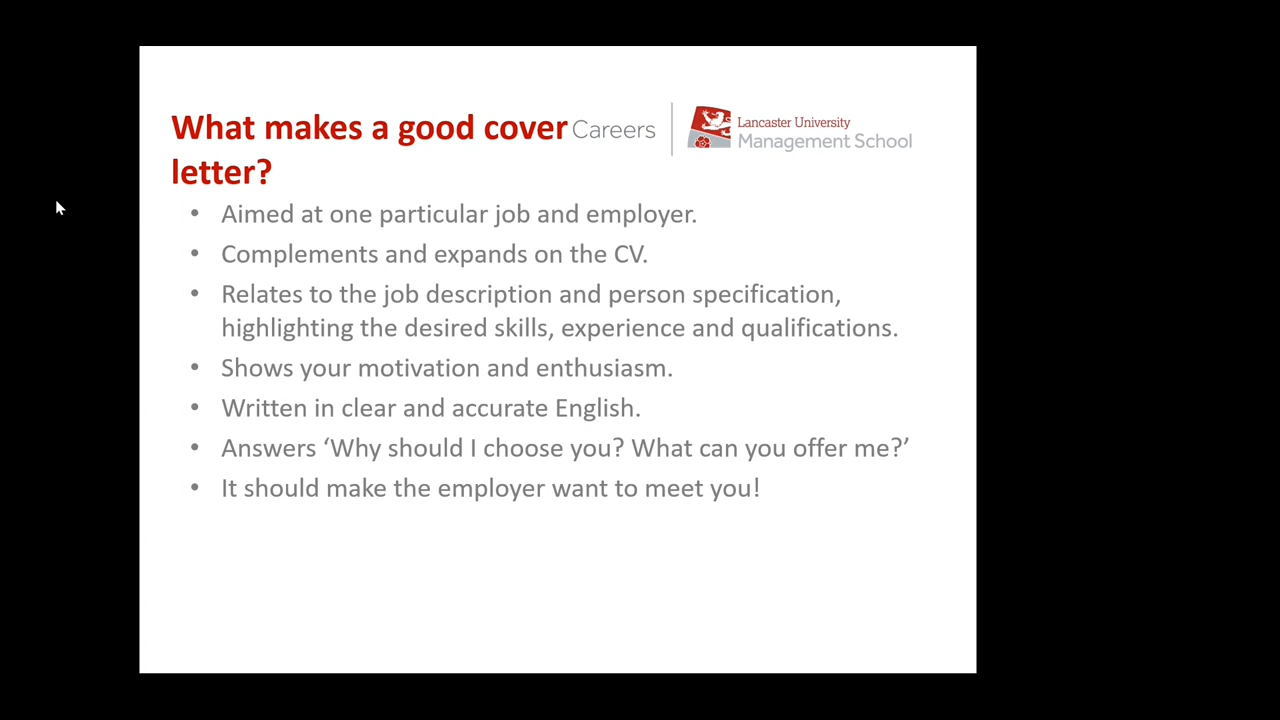 What makes a good cover
letter?
Careers
Lancaster University
Management School
• Aimed at one particular job and employer.
• Complements and expands on the CV.
• Relates to the job description and person specification,
highlighting the desired skills, experience and qualifications.
• Shows your motivation and enthusiasm.
• Written in clear and accurate English.
• Answers ‘Why should I choose you? What can you offer me?’
• It should make the employer want to meet you!